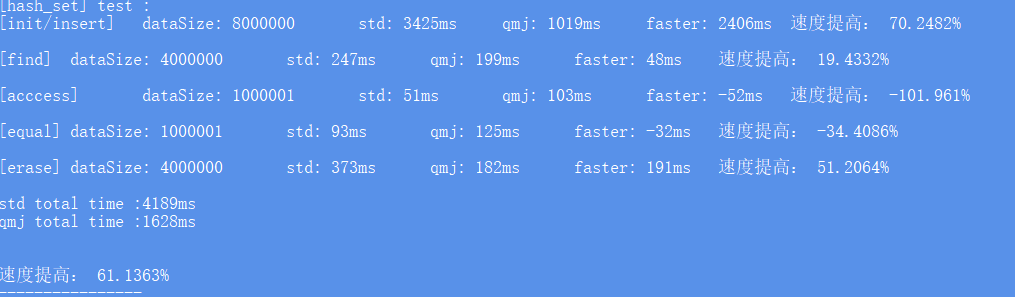 [hash_set] test :
[init/insert] dataSize: 8000000 std: 3425ms qmj: 1019ms faster: 2406ms 速度提高： 70.2482%
[find] dataSize: 4000000 std: 247ms qmj: 199ms faster: 48ms 速度提高： 19.4332%
[acccess] dataSize: 1000001 std: 51ms qmj: 103ms faster: -52ms 速度提高： -101.961%
[equal] dataSize: 1000001 std: 93ms qmj: 125ms faster: -32ms 速度提高： -34.4086%
[erase] dataSize: 4000000 std: 373ms qmj: 182ms faster: 191ms 速度提高： 51.2064%
std total time :4189ms
qmj total time :1628ms
速度提高： 61.1363%
----------------